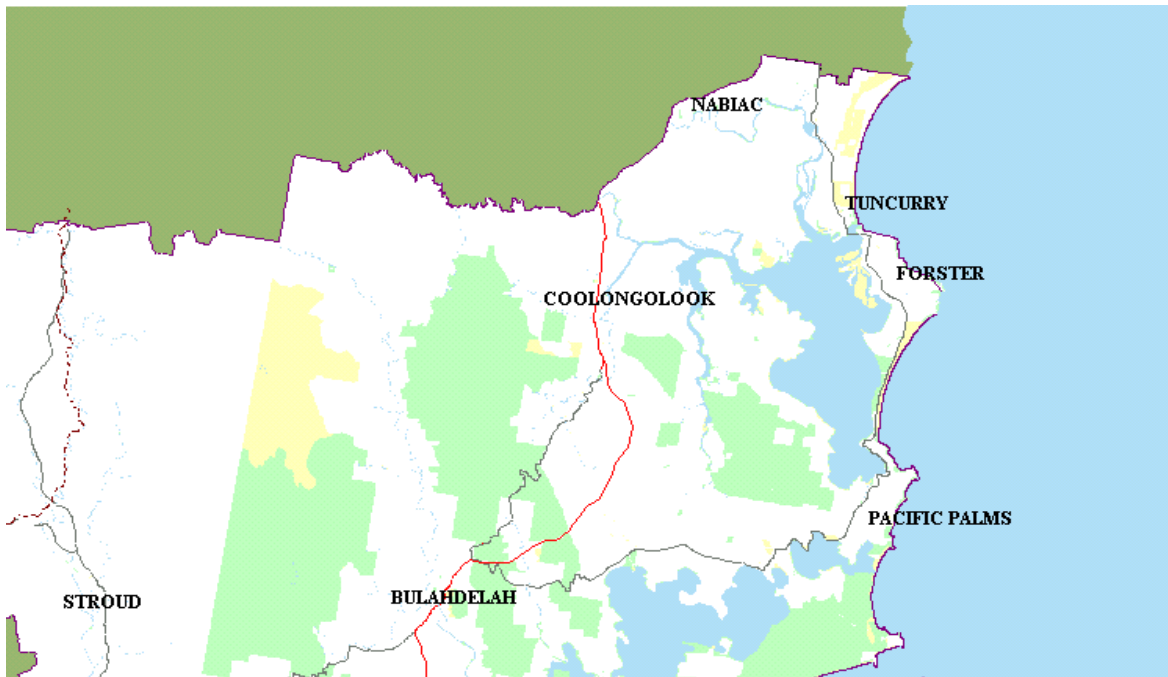 NABIAC
TUNCURRY
FORSTER
COOLONGOLOOK
PACIFIC PALMS
BULAHDELAH
STROUD